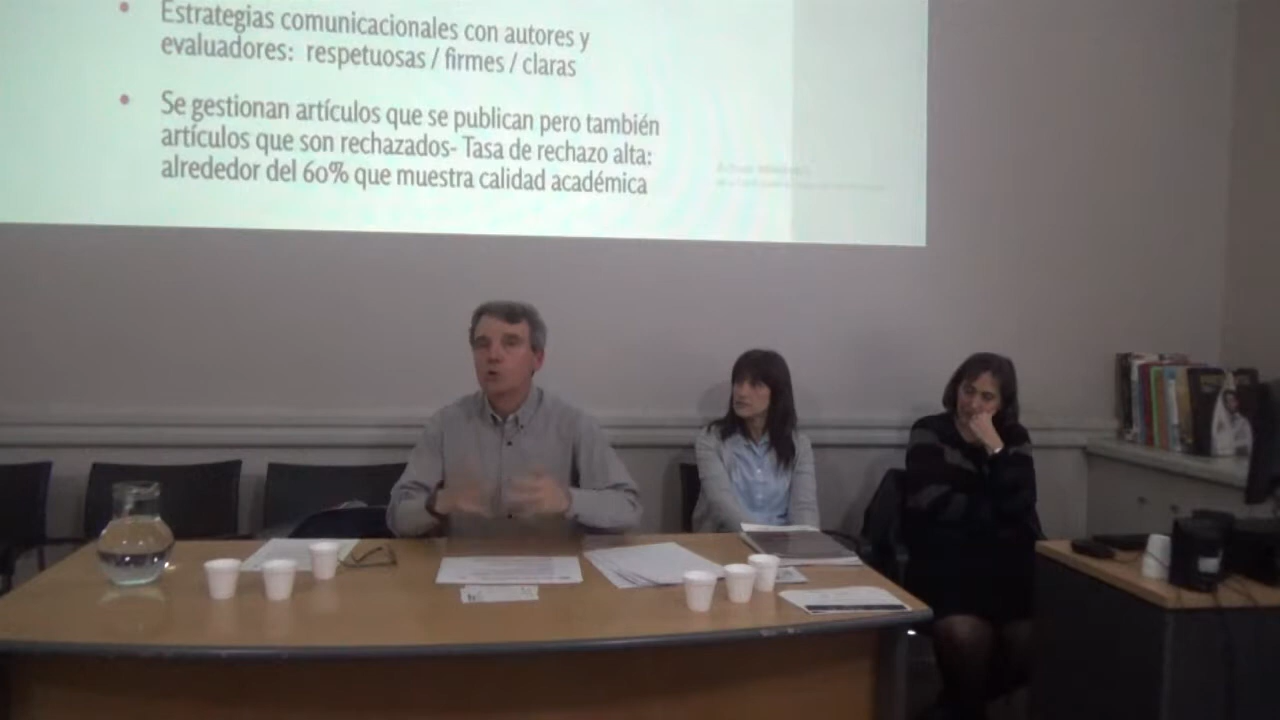 • Estrategias comunicacionales con autores y
evaluadores: respetuosas / firmes / claras
• Se gestionan artículos que se publican pero también
artículos que son rechazados- Tasa de rechazo alta:
alrededor del 60% que muestra calidad académica